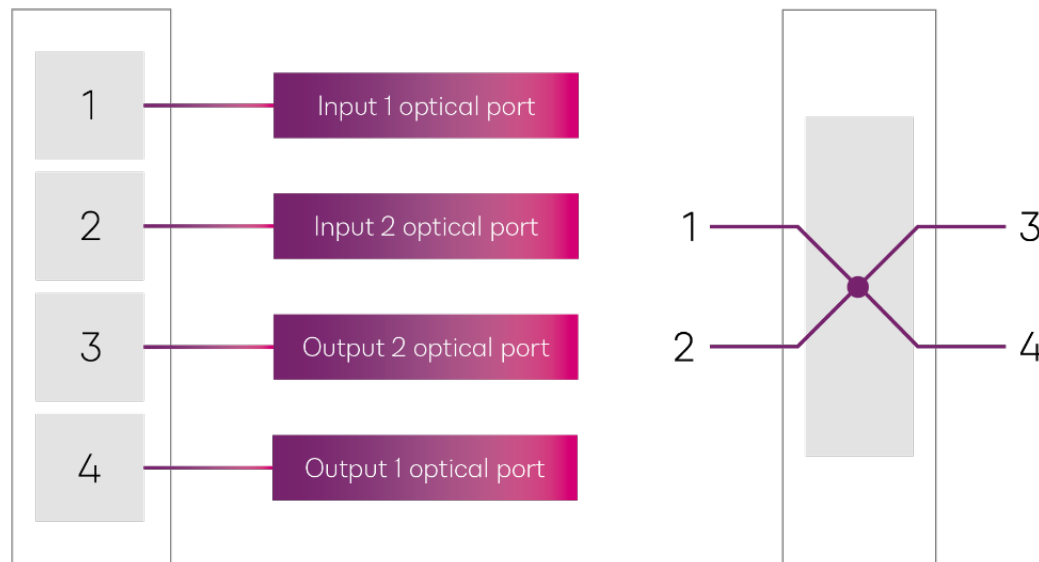 1
Input 1 optical port
2
Input 2 optical port
3
Output 2 optical port
4
Output 1 optical port
1
3
2
4